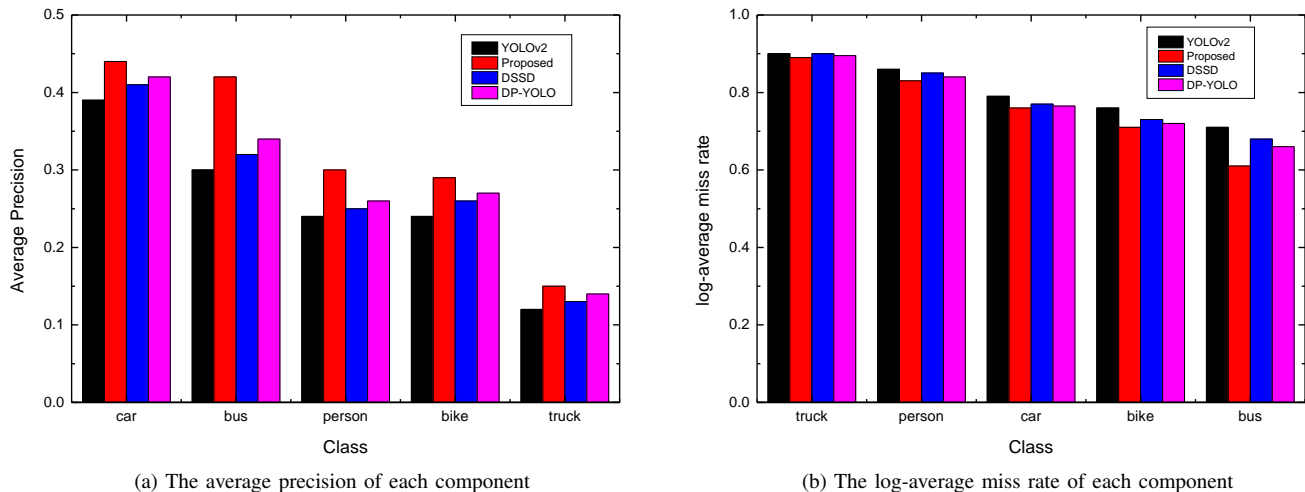 0.5
0.4
0.3
0.2
0.1
0.0
Average Precision
YOLOv2
Proposed
DSSD
DP-YOLO
car bus person bike truck
Class
(a) The average precision of each component
1.0
0.8
0.6
0.4
0.2
0.0
log-average miss rate
YOLOv2
Proposed
DSSD
DP-YOLO
truck person car bike bus
Class
(b) The log-average miss rate of each component